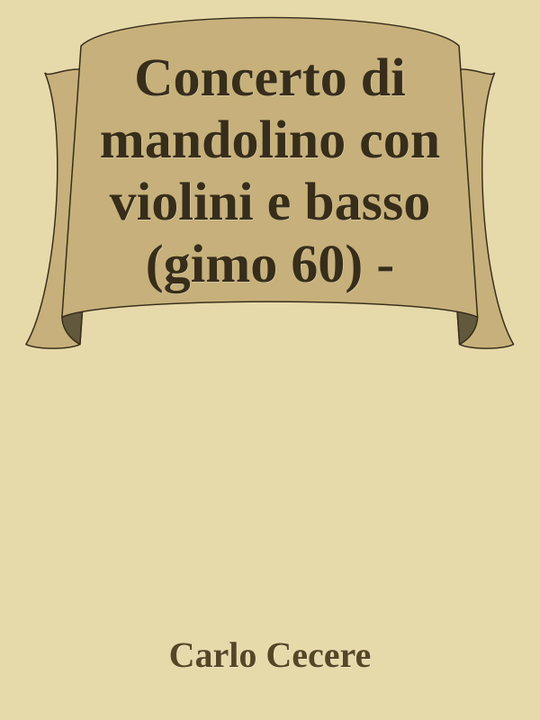 Concerto di
mandolino con
violini e basso
(gimo 60) -
Carlo Cecere